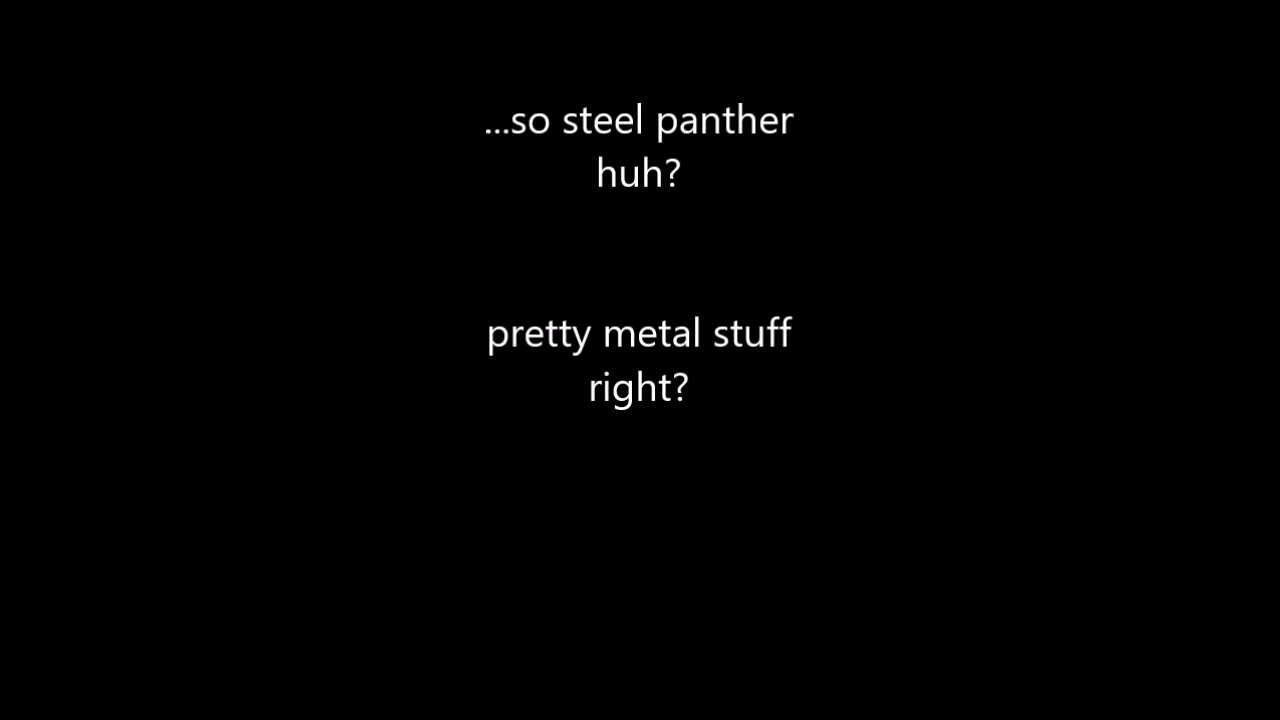 ...so steel panther
huh?
pretty metal stuff
right?